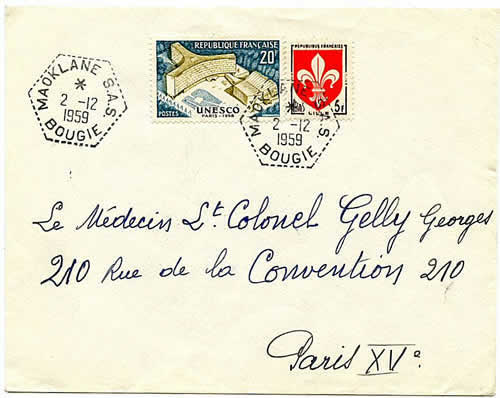 MAOKLANE S.A.S
*
2 -12
1959
BOUGIE
REPUBLIQUE FRANÇAISE
20F
UNESCO
PARIS - 1958
POSTES
REPUBLIQUE FRANÇAISE
5F
MAOKLANE S.A.S
*
2 -12
1959
BOUGIE
Le Médecin Lt. Colonel Gelly Georges
210 Rue de la Convention 210
Paris XVe.